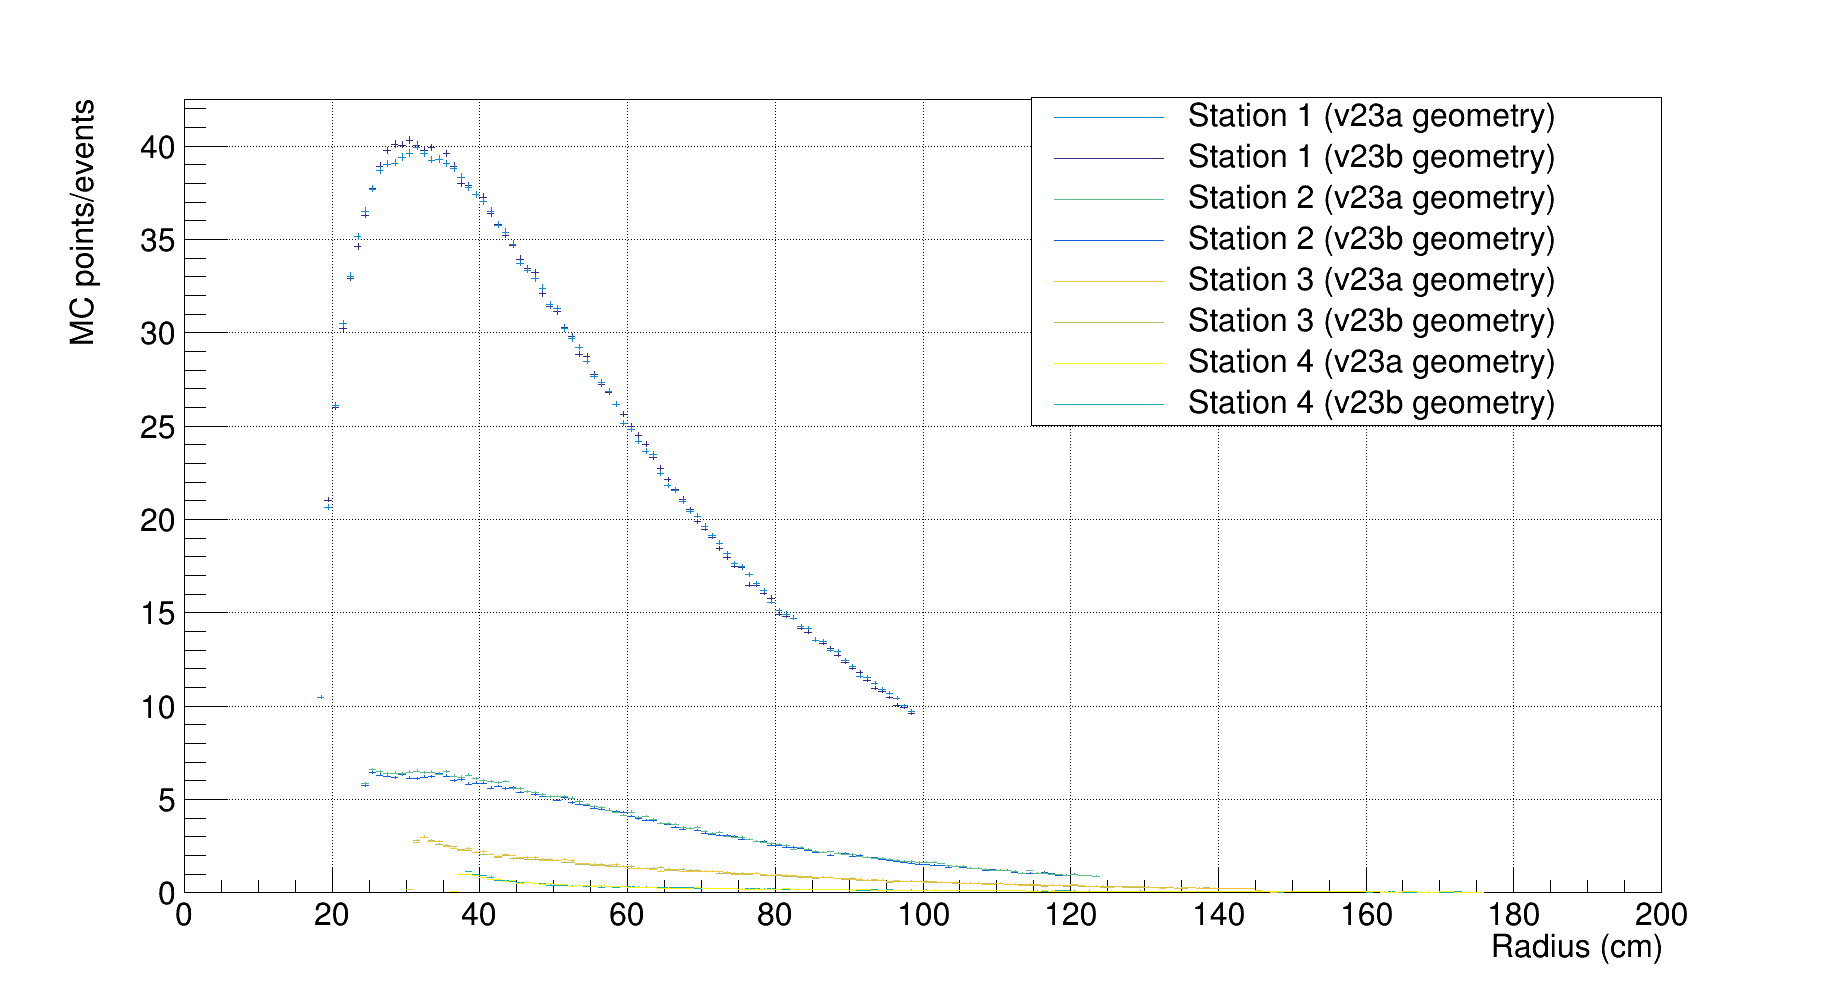 MC points/events
40
35
30
25
20
15
10
5
0
Station 1 (v23a geometry)
Station 1 (v23b geometry)
Station 2 (v23a geometry)
Station 2 (v23b geometry)
Station 3 (v23a geometry)
Station 3 (v23b geometry)
Station 4 (v23a geometry)
Station 4 (v23b geometry)
0 20 40 60 80 100 120 140 160 180 200
Radius (cm)